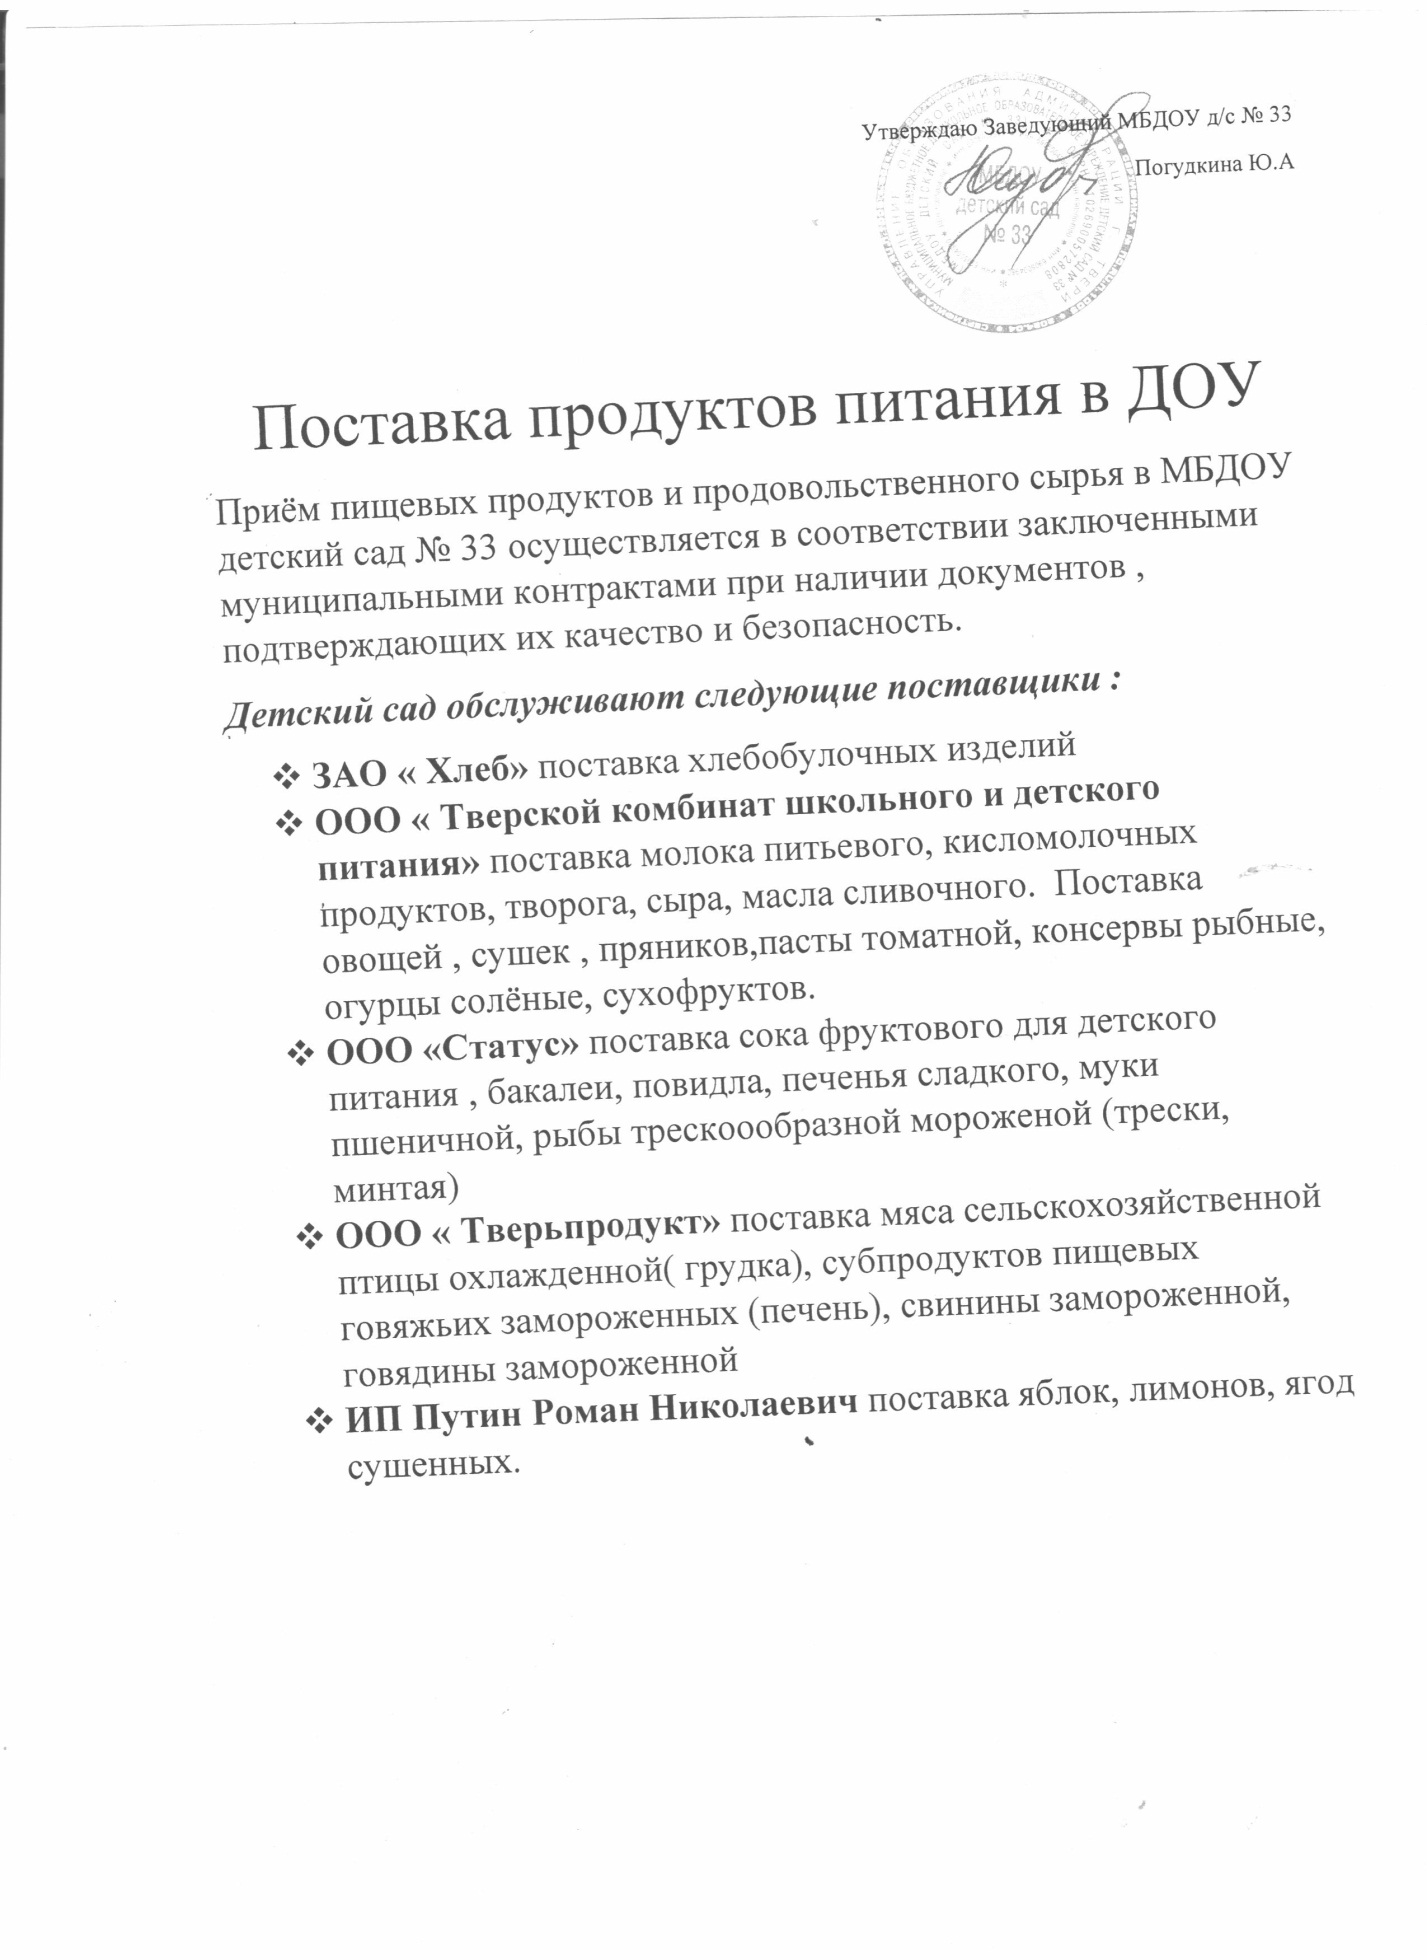 Утверждаю Заведующий МБДОУ д/с № 33
Погудкина Ю.А
МБДОУ
детский сад
№ 33
Поставка продуктов питания в ДОУ
Приём пищевых продуктов и продовольственного сырья в МБДОУ
детский сад № 33 осуществляется в соответствии заключенными
муниципальными контрактами при наличии документов ,
подтверждающих их качество и безопасность.
Детский сад обслуживают следующие поставщики :
❖ ЗАО « Хлеб» поставка хлебобулочных изделий
❖ ООО « Тверской комбинат школьного и детского
питания» поставка молока питьевого, кисломолочных
продуктов, творога, сыра, масла сливочного. Поставка
овощей , сушек , пряников,пасты томатной, консервы рыбные,
огурцы солёные, сухофруктов.
❖ ООО «Статус» поставка сока фруктового для детского
питания , бакалеи, повидла, печенья сладкого, муки
пшеничной, рыбы трескоообразной мороженой (трески,
минтая)
❖ ООО « Тверьпродукт» поставка мяса сельскохозяйственной
птицы охлажденной( грудка), субпродуктов пищевых
говяжьих замороженных (печень), свинины замороженной,
говядины замороженной
❖ ИП Путин Роман Николаевич поставка яблок, лимонов, ягод
сушенных.